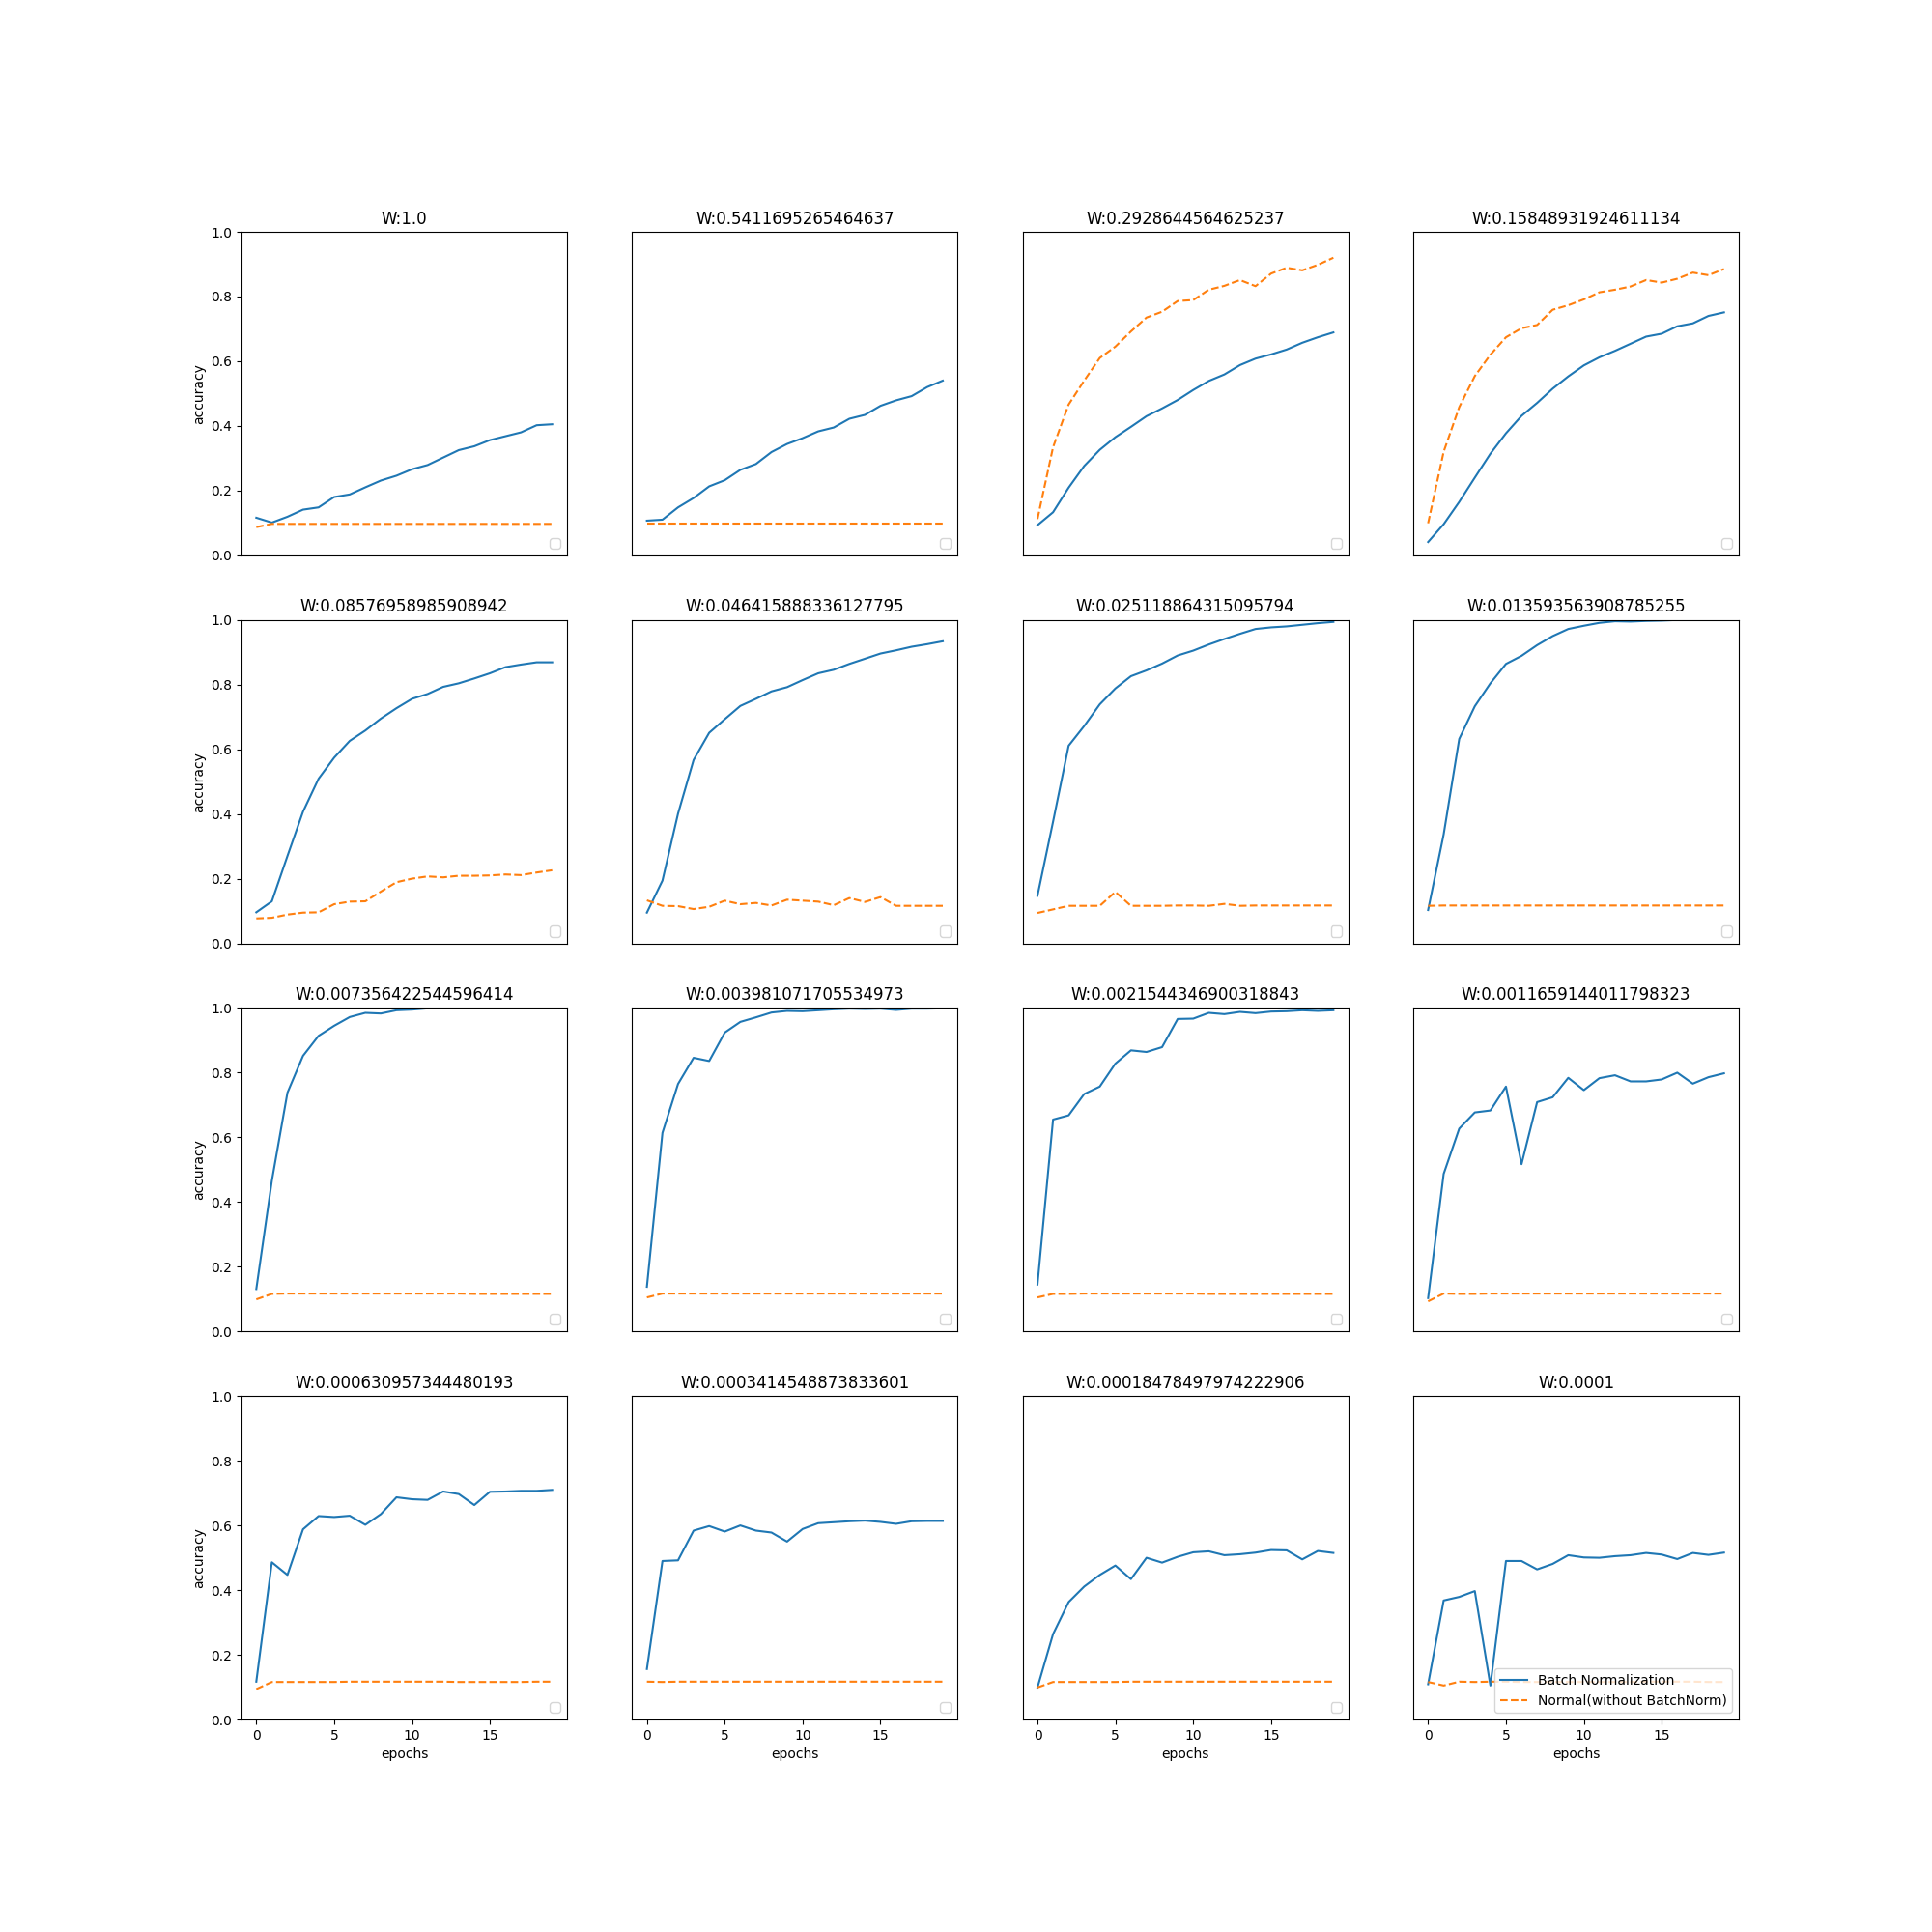 W:1.0
W:0.5411695265464637
W:0.2928644564625237
W:0.15848931924611134
1.0
0.8
0.6
0.4
0.2
0.0
accuracy
W:0.08576958985908942
W:0.046415888336127795
W:0.025118864315095794
W:0.013593563908785255
1.0
0.8
0.6
0.4
0.2
0.0
accuracy
W:0.007356422544596414
W:0.003981071705534973
W:0.0021544346900318843
W:0.0011659144011798323
1.0
0.8
0.6
0.4
0.2
0.0
accuracy
W:0.000630957344480193
W:0.0003414548873833601
W:0.00018478497974222906
W:0.0001
1.0
0.8
0.6
0.4
0.2
0.0
accuracy
Batch Normalization
Normal(without BatchNorm)
0 5 10 15
epochs
0 5 10 15
epochs
0 5 10 15
epochs
0 5 10 15
epochs